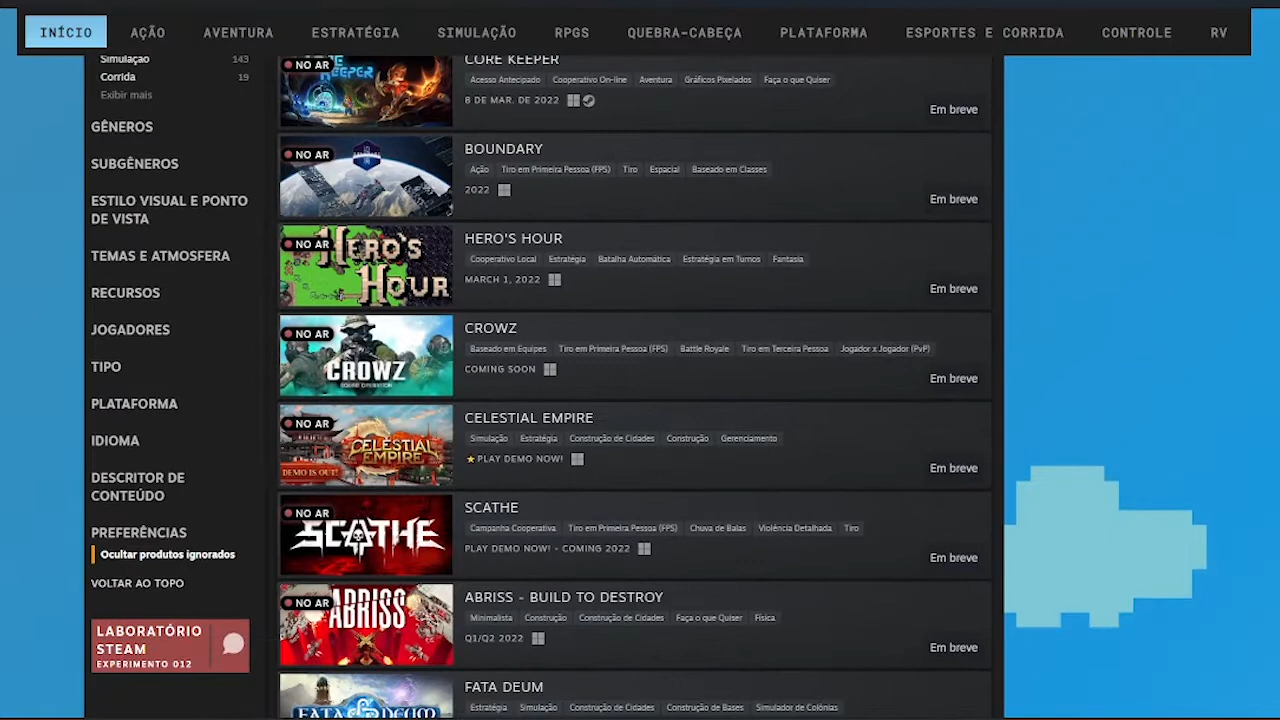 INÍCIO AÇÃO AVENTURA ESTRATÉGIA SIMULAÇÃO RPGS QUEBRA-CABEÇA PLATAFORMA ESPORTES E CORRIDA CONTROLE RV
Simulação 143
Corrida 19
Exibir mais
GÊNEROS
SUBGÊNEROS
ESTILO VISUAL E PONTO
DE VISTA
TEMAS E ATMOSFERA
RECURSOS
JOGADORES
TIPO
PLATAFORMA
IDIOMA
DESCRITOR DE
CONTEÚDO
PREFERÊNCIAS
Ocultar produtos ignorados
VOLTAR AO TOPO
LABORATÓRIO
STEAM
EXPERIMENTO 012
NO AR
KEEPER
CORE KEEPER
Acesso Antecipado Cooperativo On-line Aventura Gráficos Pixelados Faça o que Quiser
8 DE MAR. DE 2022
Em breve
NO AR
BOUNDARY
Ação Tiro em Primeira Pessoa (FPS) Tiro Espacial Baseado em Classes
2022
Em breve
NO AR
HERO'S
HOUR
HERO'S HOUR
Cooperativo Local Estratégia Batalha Automática Estratégia em Turnos Fantasia
MARCH 1, 2022
Em breve
NO AR
CROWZ
SQUAD OPERATION
CROWZ
Baseado em Equipes Tiro em Primeira Pessoa (FPS) Battle Royale Tiro em Terceira Pessoa Jogador x Jogador (PvP)
COMING SOON
Em breve
NO AR
CELESTIAL
EMPIRE
DEMO IS OUT!
CELESTIAL EMPIRE
Simulação Estratégia Construção de Cidades Construção Gerenciamento
⭐PLAY DEMO NOW!
Em breve
NO AR
SCATHE
SCATHE
Campanha Cooperativa Tiro em Primeira Pessoa (FPS) Chuva de Balas Violência Detalhada Tiro
PLAY DEMO NOW! - COMING 2022
Em breve
NO AR
ABRISS
ABRISS - BUILD TO DESTROY
Minimalista Construção Construção de Cidades Faça o que Quiser Física
Q1/Q2 2022
Em breve
FATA DEUM
FATA DEUM
Estratégia Simulação Construção de Cidades Construção de Bases Simulador de Colônias